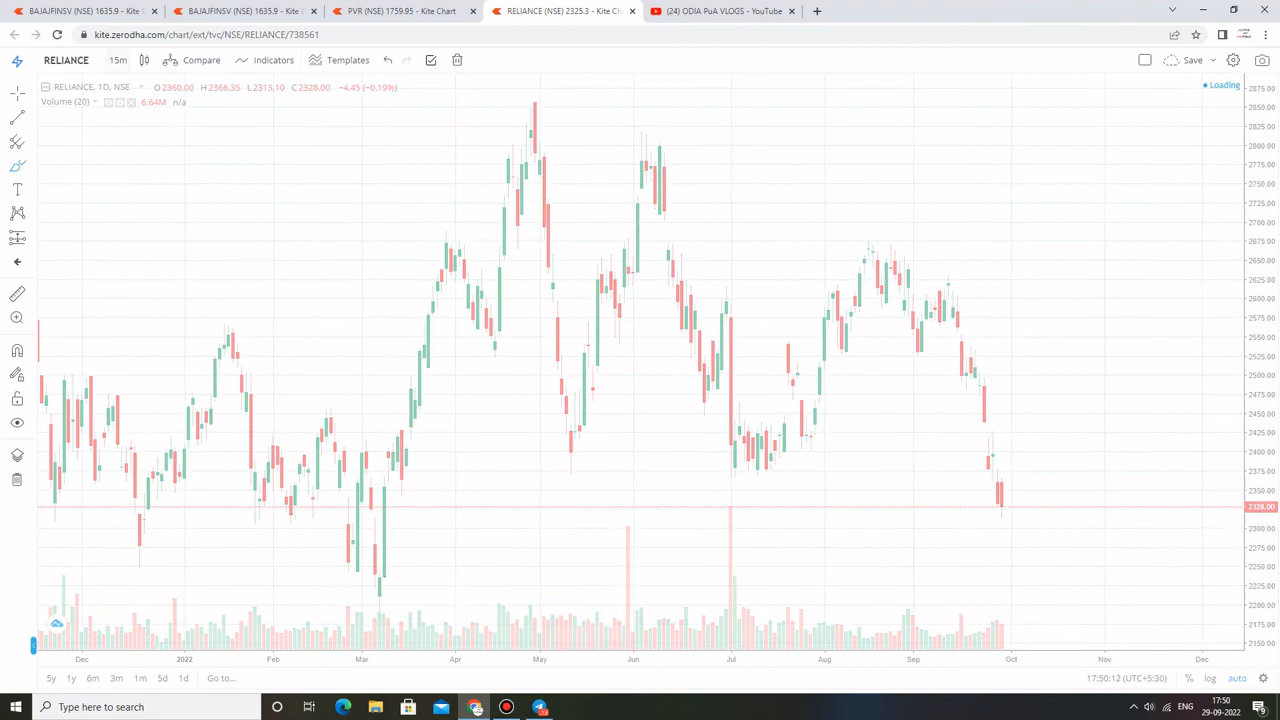 BAJAJFINSV (NSE) 1635.9 - Kite C
BAJAJFINSV (NSE) 1635.9 - Kite C
PVR (NSE) 1759.95 - Kite Chart
RELIANCE (NSE) 2325.3 - Kite Ch
(24) ODIA PuA VLOGS - YouTube
kite.zerodha.com/chart/ext/tvc/NSE/RELIANCE/738561
RELIANCE 15m Compare Indicators Templates Save
RELIANCE, 1D, NSE O2360.00 H2366.35 L2313.10 C2328.00 −4.45 (−0.19%)
Loading
Volume (20) 6.64M n/a
2875.00
2850.00
2825.00
2800.00
2775.00
2750.00
2725.00
2700.00
2675.00
2650.00
2625.00
2600.00
2575.00
2550.00
2525.00
2500.00
2475.00
2450.00
2425.00
2400.00
2375.00
2350.00
2328.00
2300.00
2275.00
2250.00
2225.00
2200.00
2175.00
2150.00
Dec 2022 Feb Mar Apr May Jun Jul Aug Sep Oct Nov Dec
5y 1y 6m 3m 1m 5d 1d Go to... 17:50:12 (UTC+5:30) % log auto
Type here to search
ENG
17:50
29-09-2022